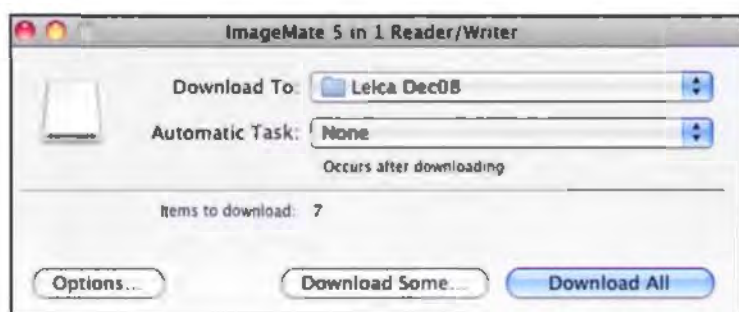 ImageMate 5 in 1 Reader/Writer
Download To: Leica Dec08
Automatic Task: None
Occurs after downloading
Items to download: 7
Options... Download Some... Download All